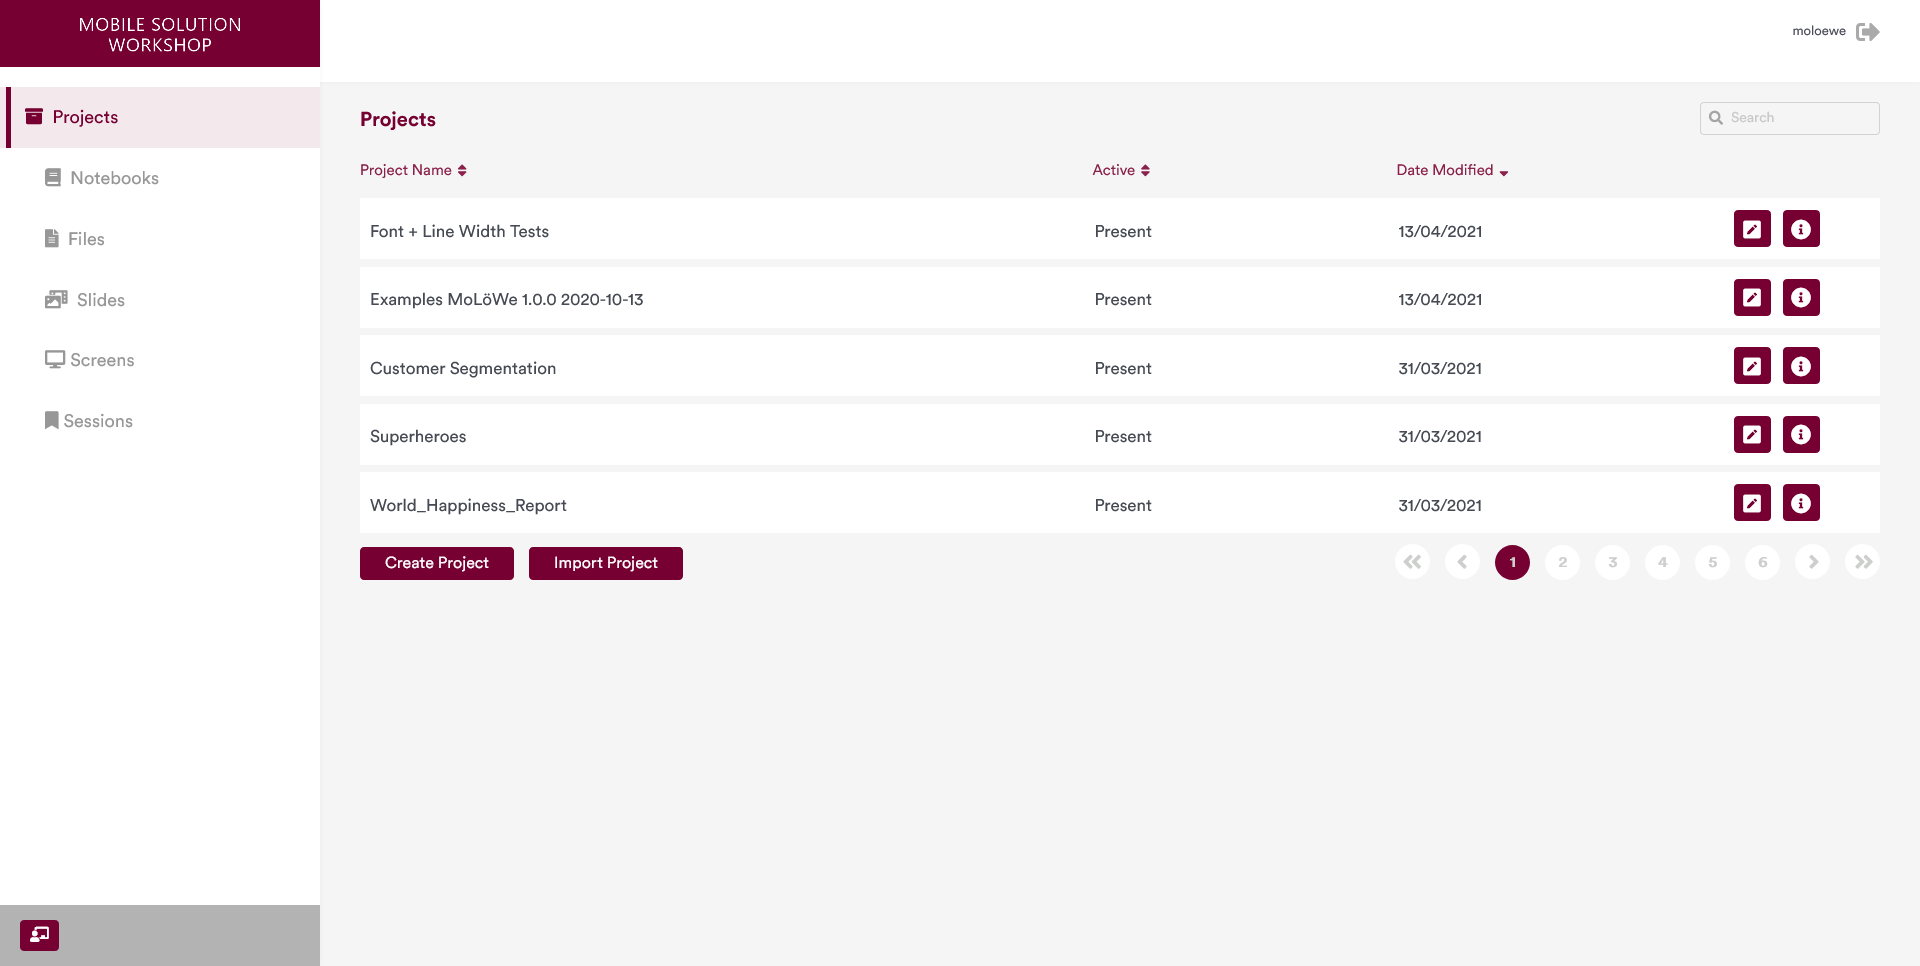 MOBILE SOLUTION
WORKSHOP
moloewe
Projects
Notebooks
Files
Slides
Screens
Sessions
Projects
Search
Project Name Active Date Modified
Font + Line Width Tests Present 13/04/2021
Examples MoLöWe 1.0.0 2020-10-13 Present 13/04/2021
Customer Segmentation Present 31/03/2021
Superheroes Present 31/03/2021
World_Happiness_Report Present 31/03/2021
Create Project Import Project 1 2 3 4 5 6